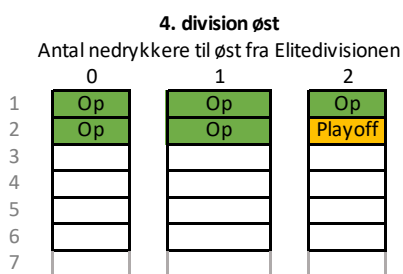 4. division øst
Antal nedrykkere til øst fra Elitedivisionen
0 1 2
1 Op Op Op
2 Op Op Playoff
3
4
5
6
7